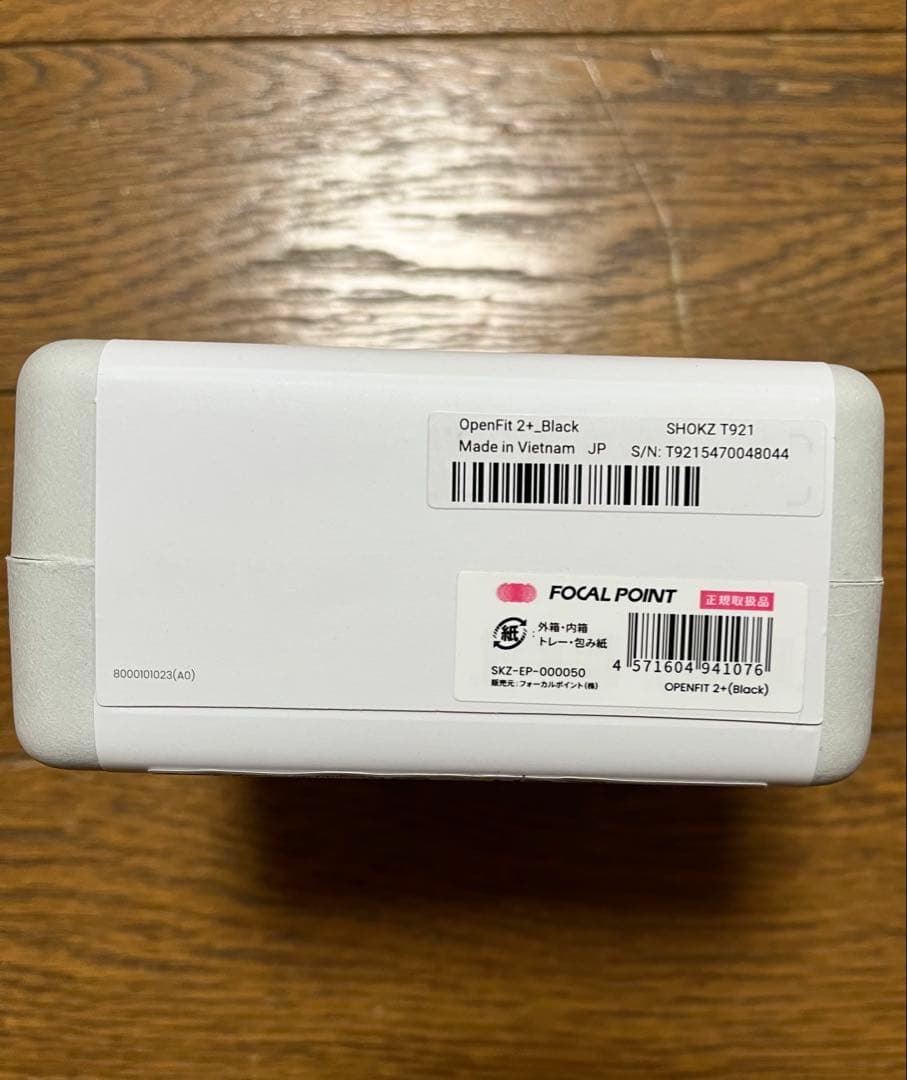 OpenFit 2+_Black SHOKZ T921
Made in Vietnam JP S/N: T9215470048044
FOCAL POINT 正規取扱品
紙 : 外箱・内箱
トレー・包み紙
SKZ-EP-000050
販売元:フォーカルポイント(株)
4 571604 941076
OPENFIT 2+(Black)
8000101023(A0)